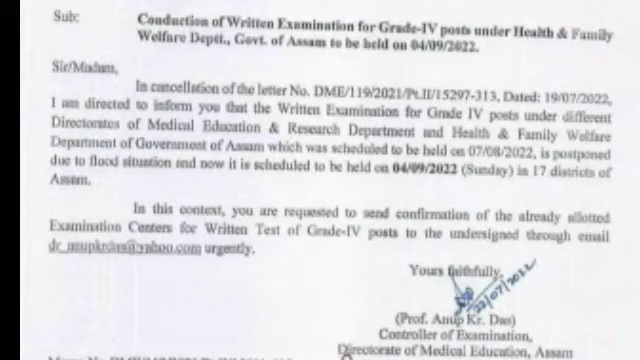 Sub: Conduction of Written Examination for Grade-IV posts under Health & Family
Welfare Deptt., Govt. of Assam to be held on 04/09/2022.
Sir/Madam,
In cancellation of the letter No. DME/119/2021/Pt.II/15297-313, Dated: 19/07/2022,
I am directed to inform you that the Written Examination for Grade IV posts under different
Directorates of Medical Education & Research Department and Health & Family Welfare
Department of Government of Assam which was scheduled to be held on 07/08/2022, is postponed
due to flood situation and now it is scheduled to be held on 04/09/2022 (Sunday) in 17 districts of
Assam.
In this context, you are requested to send confirmation of the already allotted
Examination Centers for Written Test of Grade-IV posts to the undersigned through email
dr_anupkrdas@yahoo.com urgently.
Yours faithfully,
22/07/2022
(Prof. Anup Kr. Das)
Controller of Examination,
Directorate of Medical Education, Assam